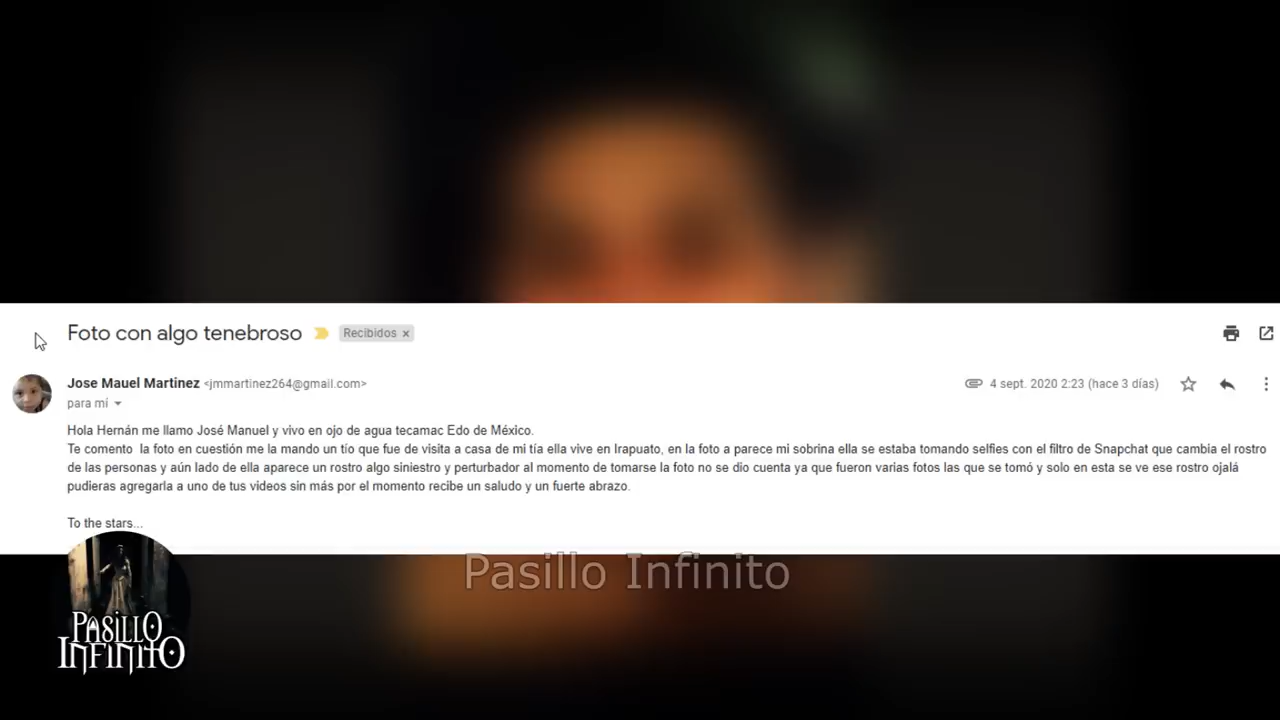 Foto con algo tenebroso Recibidos x
Jose Mauel Martinez <jmmartinez264@gmail.com> 4 sept. 2020 2:23 (hace 3 días)
para mí
Hola Hernán me llamo José Manuel y vivo en ojo de agua tecamac Edo de México.
Te comento la foto en cuestión me la mando un tío que fue de visita a casa de mi tía ella vive en Irapuato, en la foto a parece mi sobrina ella se estaba tomando selfies con el filtro de Snapchat que cambia el rostro
de las personas y aún lado de ella aparece un rostro algo siniestro y perturbador al momento de tomarse la foto no se dio cuenta ya que fueron varias fotos las que se tomó y solo en esta se ve ese rostro ojalá
pudieras agregarla a uno de tus videos sin más por el momento recibe un saludo y un fuerte abrazo.
To the stars...
Pasillo Infinito
PASILLO
INFINITO